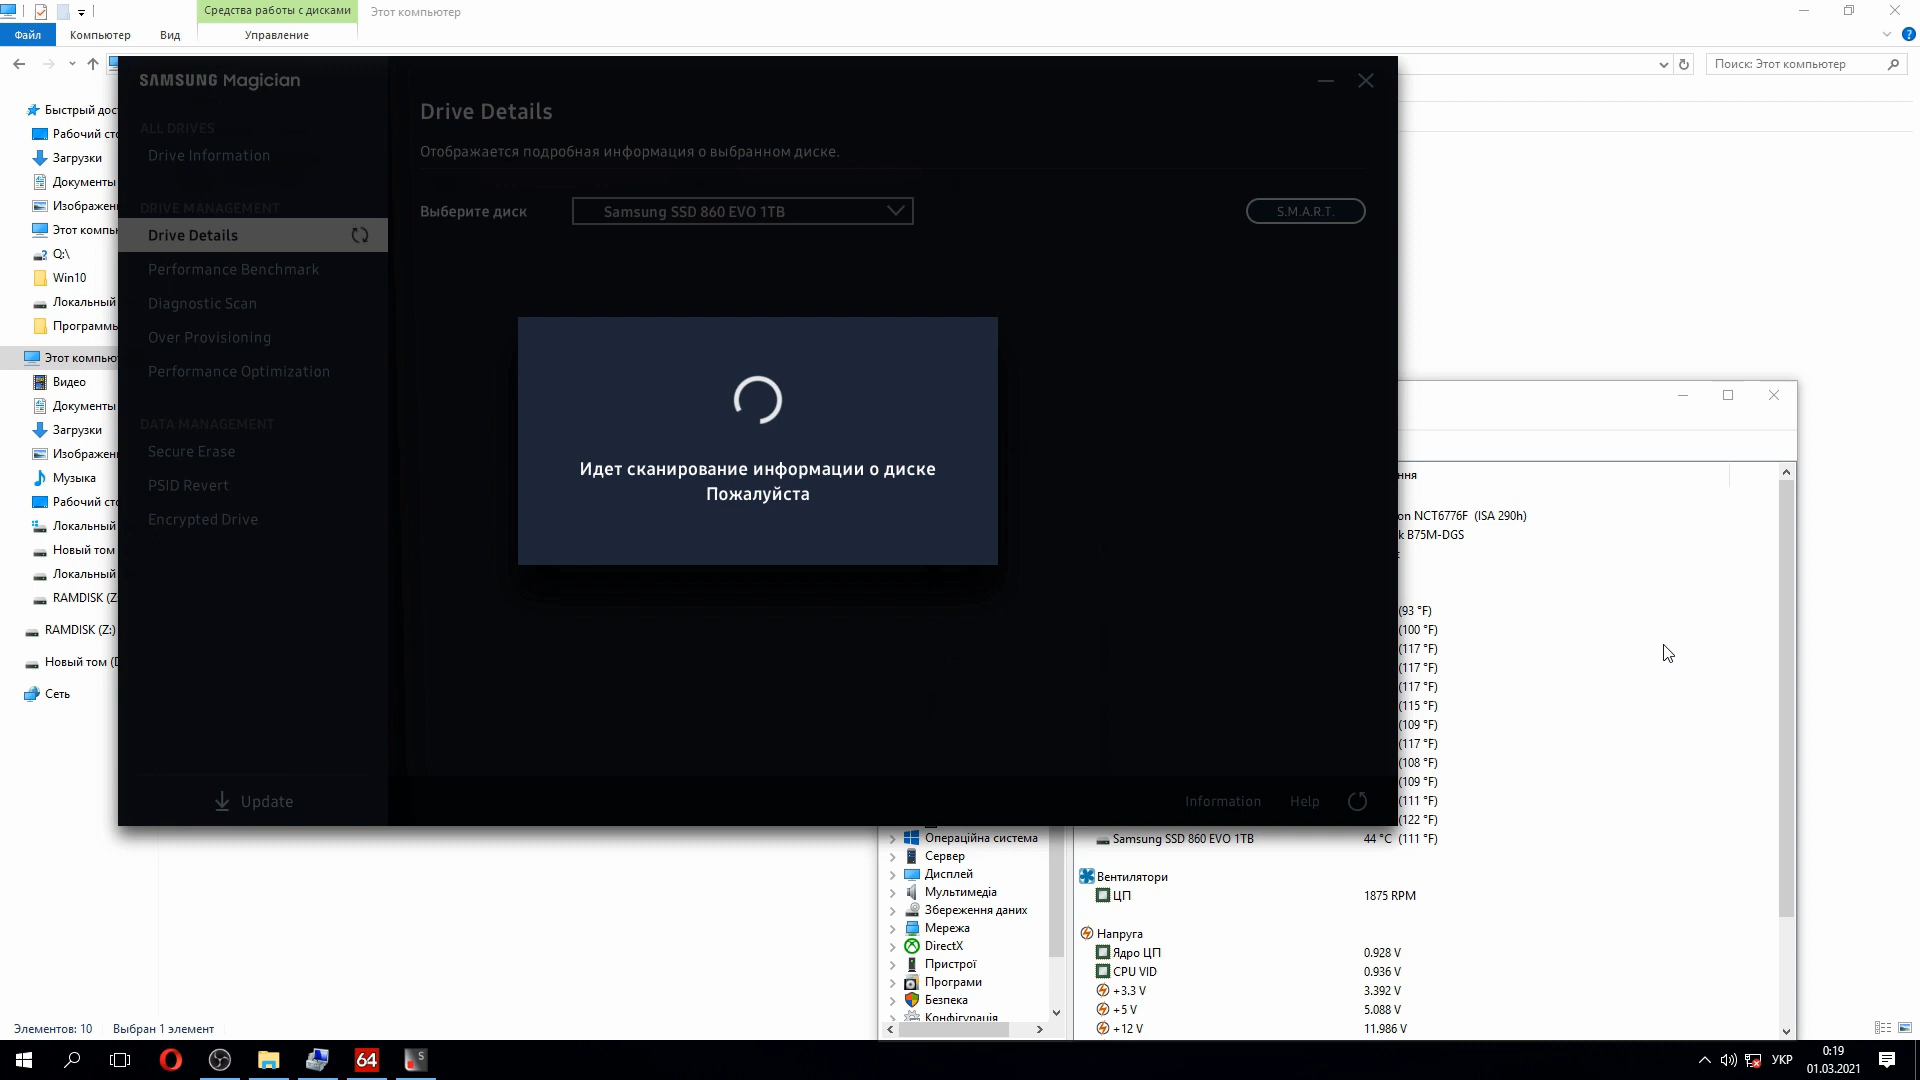 Средства работы с дисками
Этот компьютер
Файл
Компьютер
Вид
Управление
Поиск: Этот компьютер
Быстрый дос
Рабочий сто
Загрузки
Документы
Изображен
Этот компь
Q:\
Win10
Локальный
Программы
Этот компью
Видео
Документы
Загрузки
Изображен
Музыка
Рабочий сто
Локальный
Новый том
Локальный
RAMDISK (Z:
RAMDISK (Z:)
Новый том (D
Сеть
Элементов: 10
Выбран 1 элемент
SAMSUNG Magician
ALL DRIVES
Drive Information
DRIVE MANAGEMENT
Drive Details
Performance Benchmark
Diagnostic Scan
Over Provisioning
Performance Optimization
DATA MANAGEMENT
Secure Erase
PSID Revert
Encrypted Drive
Update
Drive Details
Отображается подробная информация о выбранном диске.
Выберите диск
Samsung SSD 860 EVO 1TB
S.M.A.R.T.
Идет сканирование информации о диске
Пожалуйста
Information
Help
ння
on NCT6776F (ISA 290h)
k B75M-DGS
(93 °F)
(100 °F)
(117 °F)
(117 °F)
(117 °F)
(115 °F)
(109 °F)
(117 °F)
(108 °F)
(109 °F)
(111 °F)
(122 °F)
Samsung SSD 860 EVO 1TB 44 °C (111 °F)
Вентилятори
ЦП 1875 RPM
Напруга
Ядро ЦП 0.928 V
CPU VID 0.936 V
+3.3 V 3.392 V
+5 V 5.088 V
+12 V 11.986 V
Операційна система
Сервер
Дисплей
Мультимедіа
Збереження даних
Мережа
DirectX
Пристрої
Програми
Безпека
Конфігурація
64
S
УКР
0:19
01.03.2021